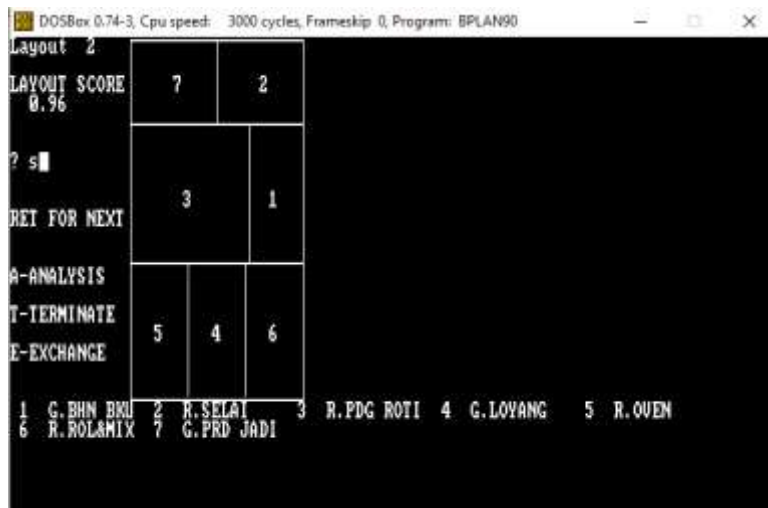 DOSBox 0.74-3, Cpu speed: 3000 cycles, Frameskip 0, Program: BPLAN90
Layout 2
LAYOUT SCORE
0.96
7 2
? s
3 1
RET FOR NEXT
A-ANALYSIS
T-TERMINATE
5 4 6
E-EXCHANGE
1 G.BHN BKU 2 R.SELAI 3 R.PDG ROTI 4 G.LOYANG 5 R.OVEN
6 R.ROL&MIX 7 G.PRD JADI